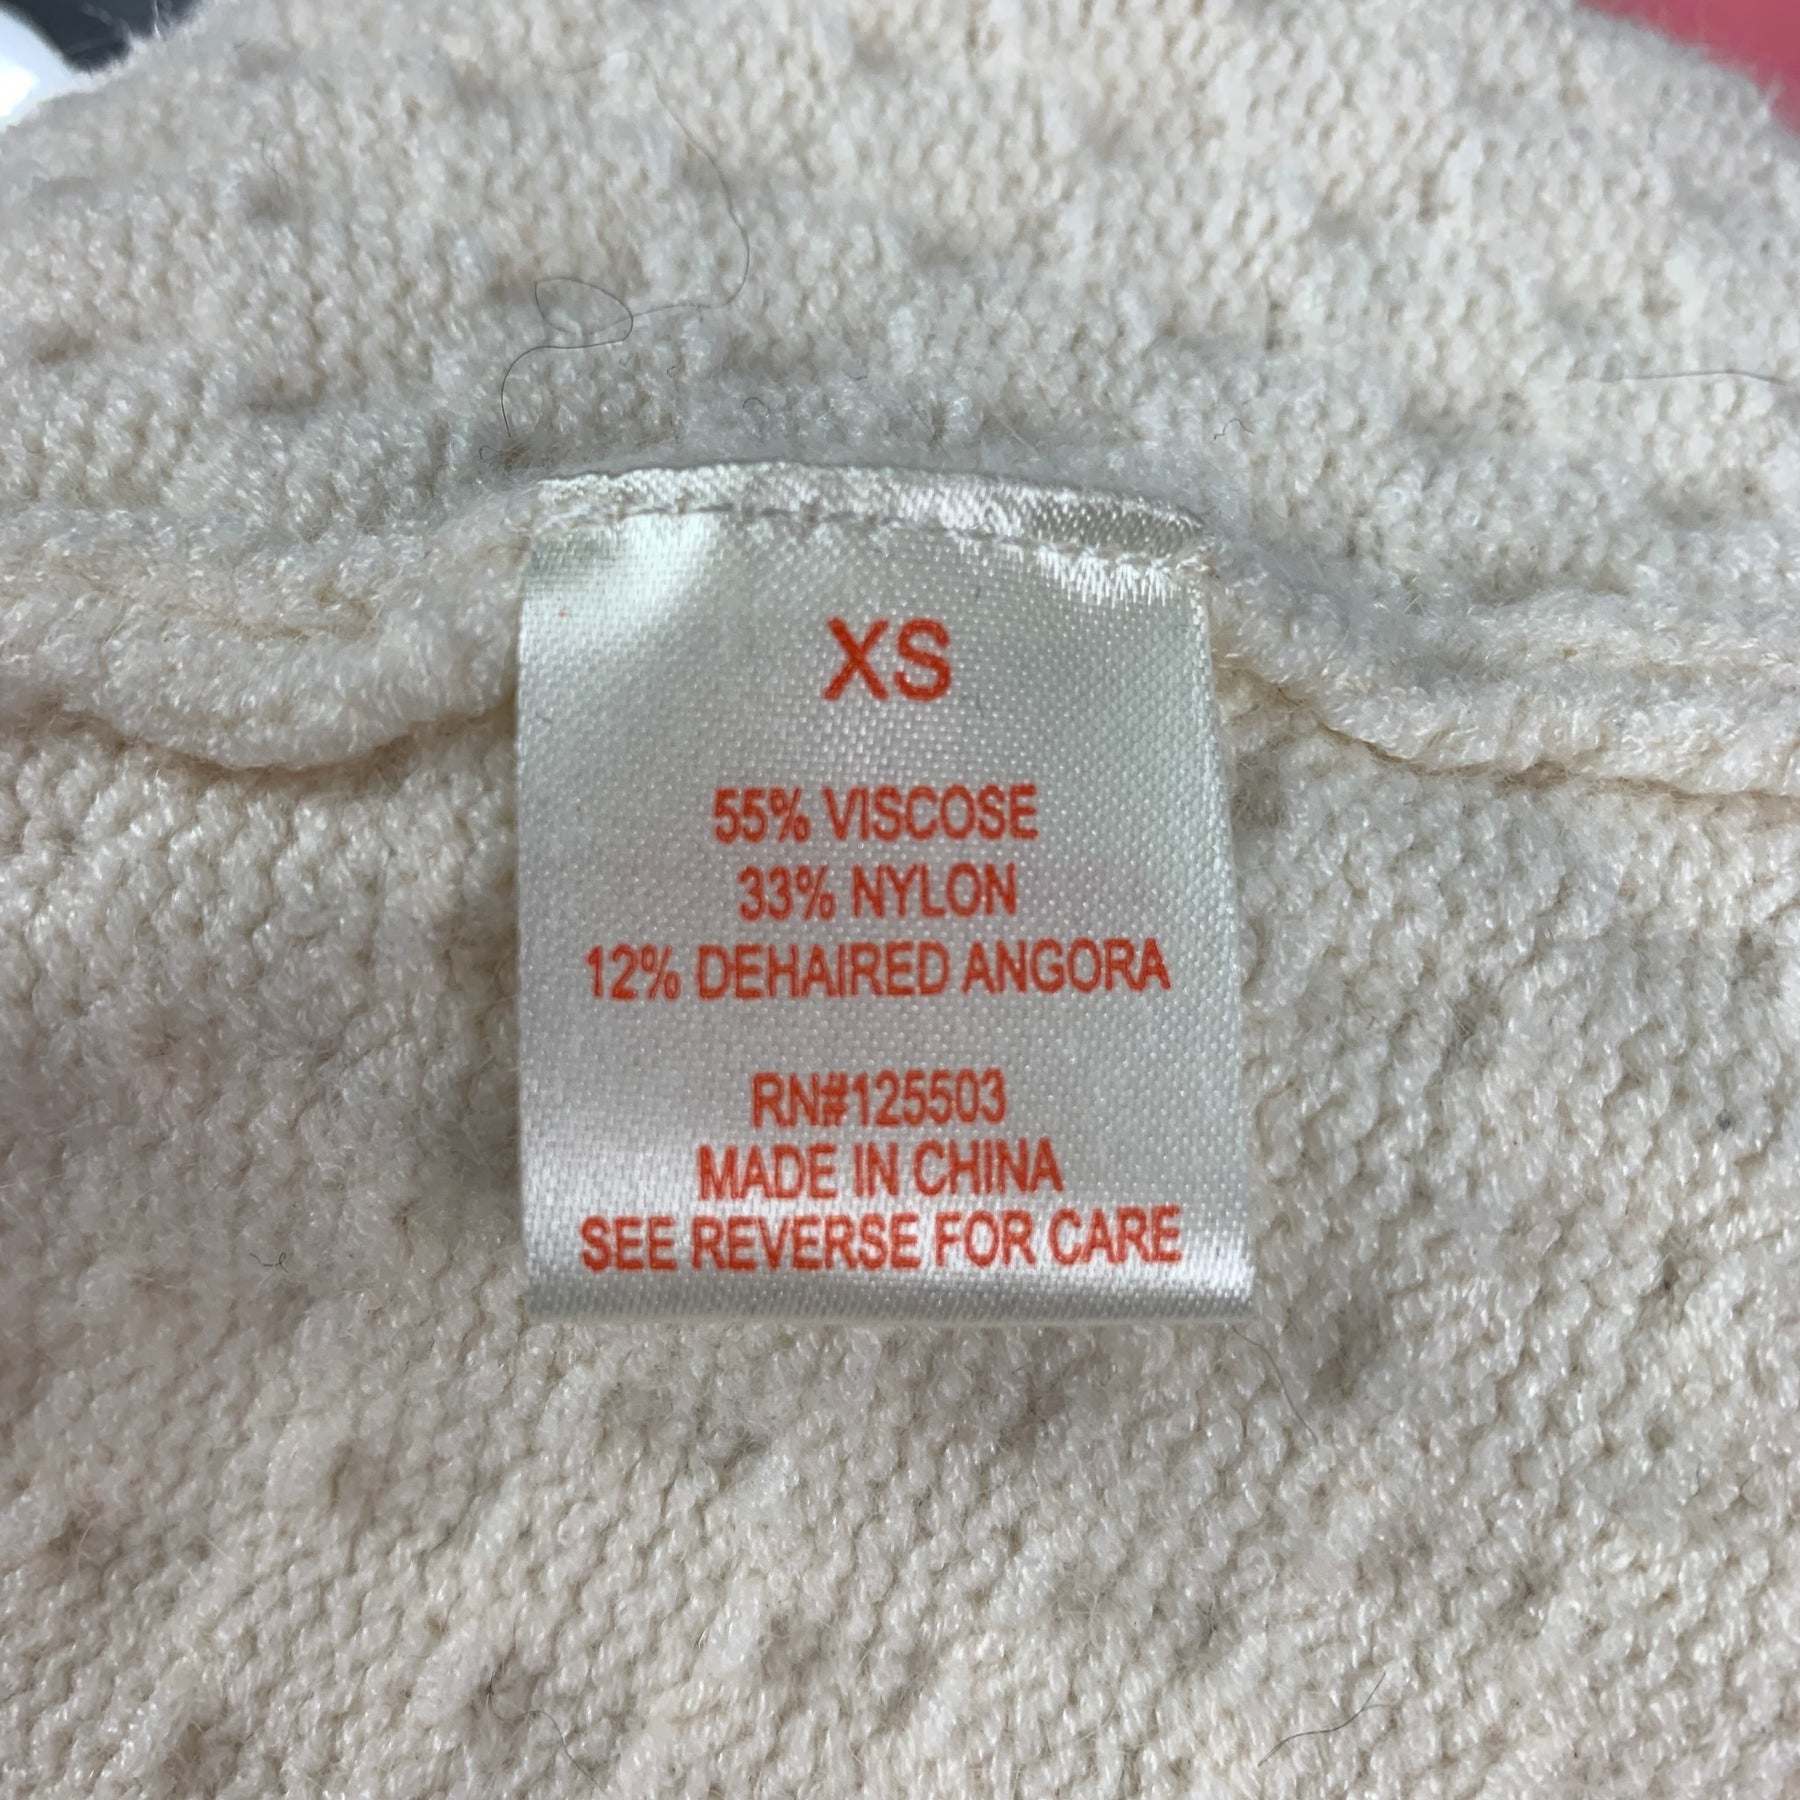 XS
55% VISCOSE
33% NYLON
12% DEHAIRED ANGORA
RN#125503
MADE IN CHINA
SEE REVERSE FOR CARE